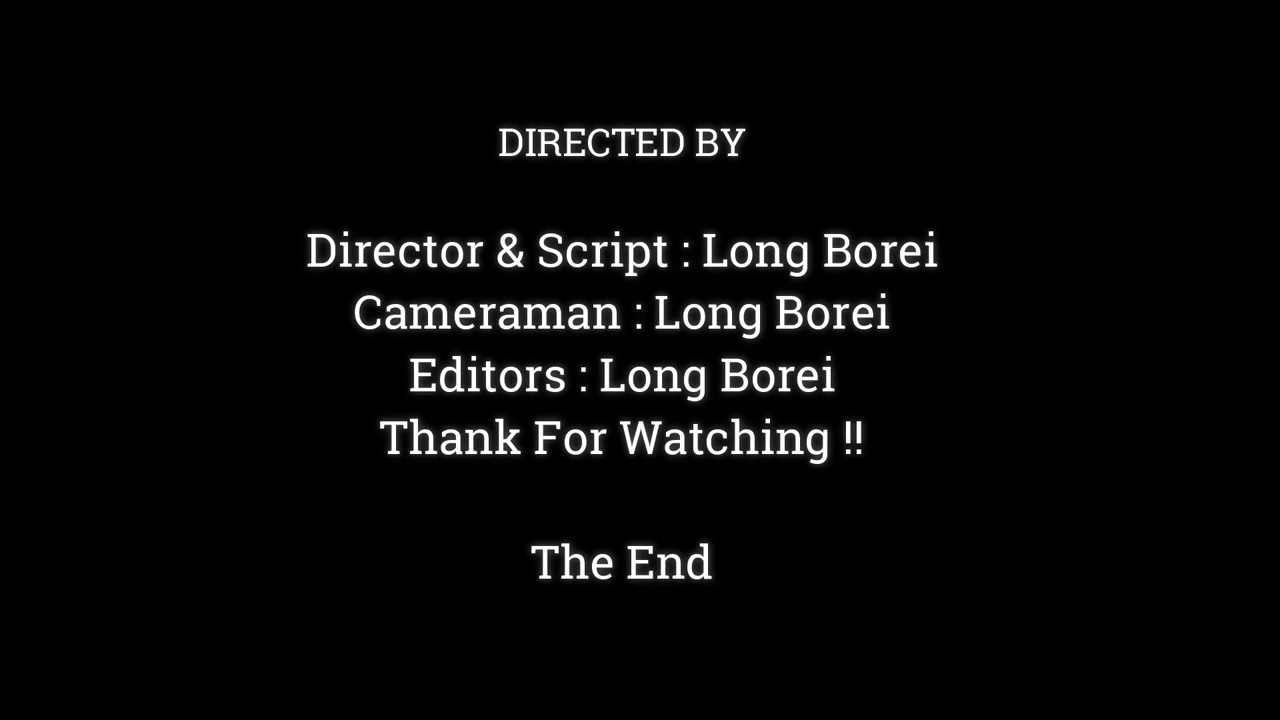 DIRECTED BY
Director & Script : Long Borei
Cameraman : Long Borei
Editors : Long Borei
Thank For Watching !!
The End